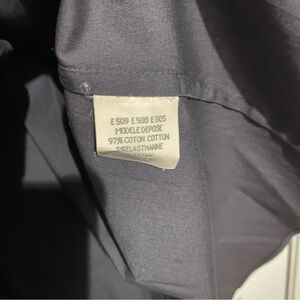 E509 E508 E505
MODELE DEPOSE
97% COTON COTTON
3%ELASTHANNE